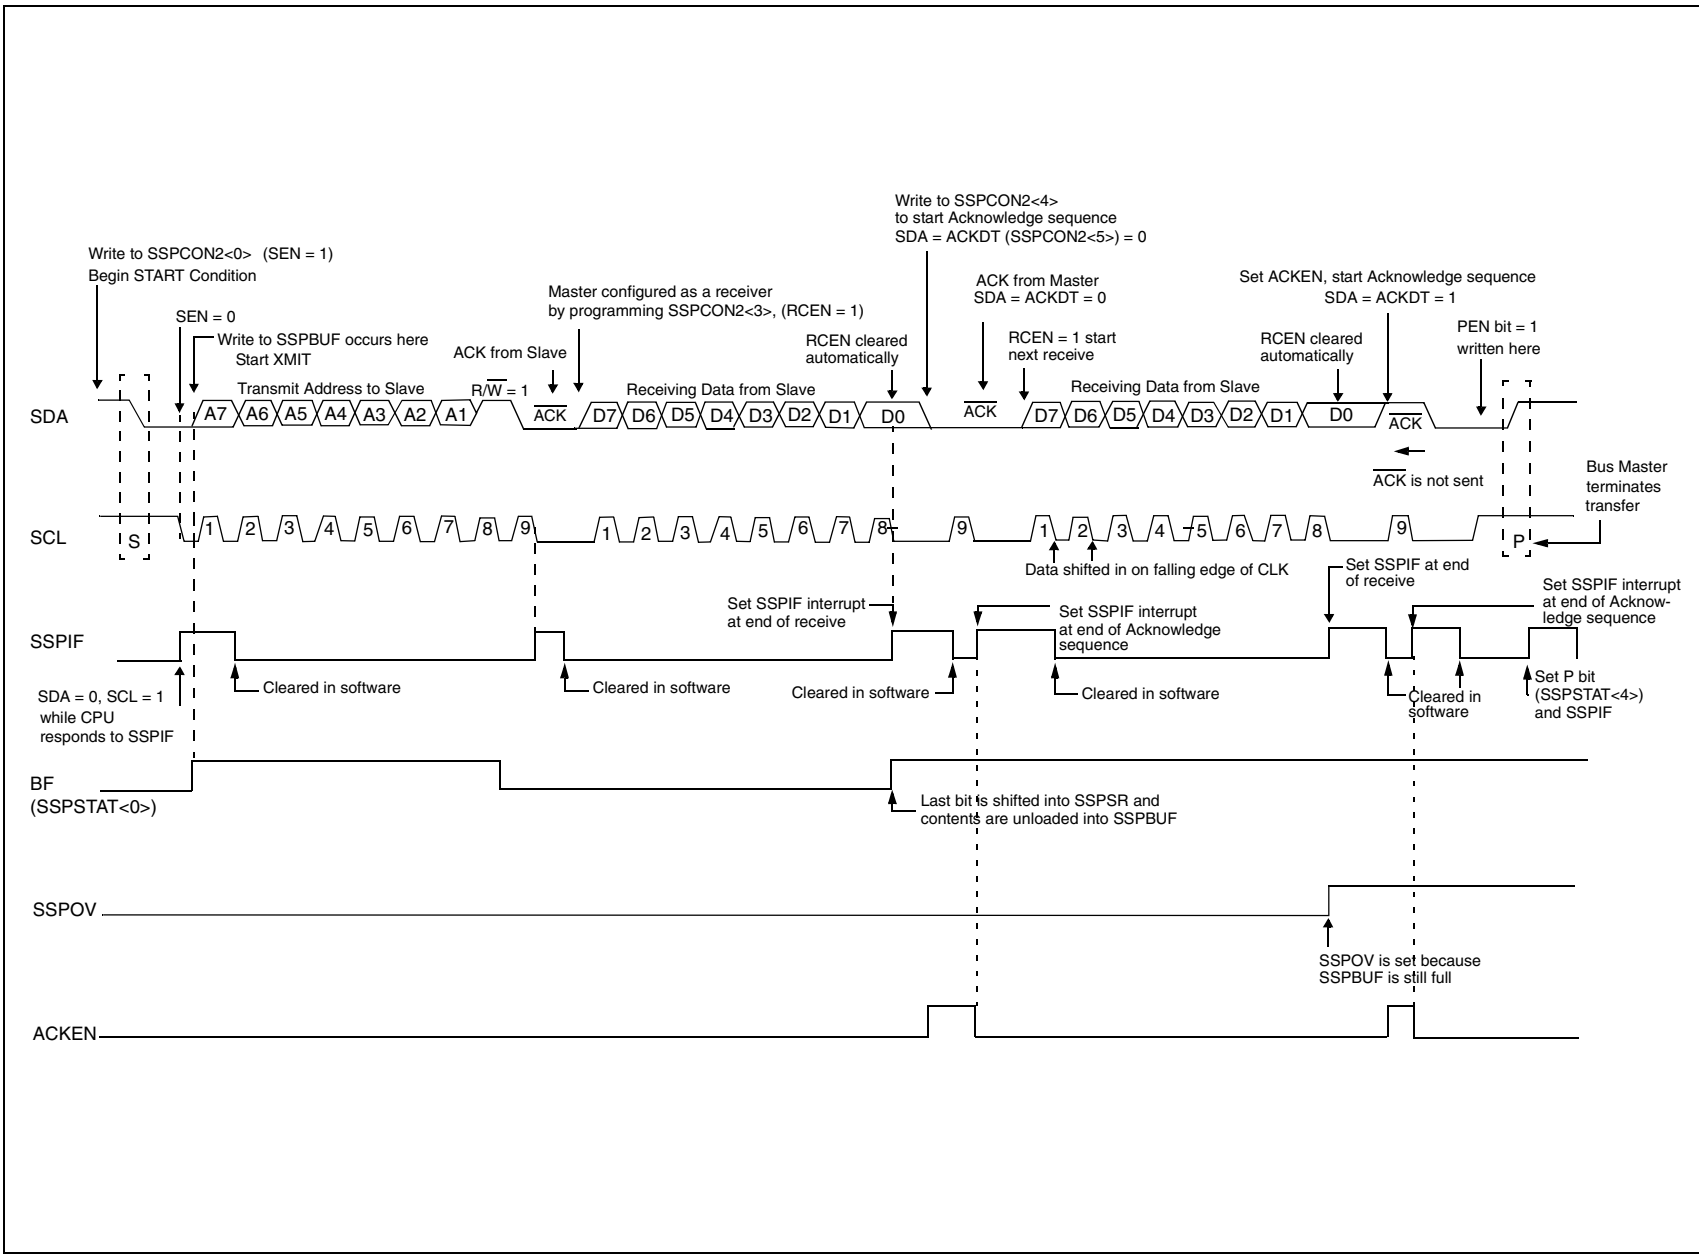 Write to SSPCON2<4>
to start Acknowledge sequence
SDA = ACKDT (SSPCON2<5>) = 0
Write to SSPCON2<0> (SEN = 1)
Begin START Condition
ACK from Master
SDA = ACKDT = 0
Set ACKEN, start Acknowledge sequence
SDA = ACKDT = 1
Master configured as a receiver
by programming SSPCON2<3>, (RCEN = 1)
SEN = 0
Write to SSPBUF occurs here
Start XMIT
ACK from Slave
RCEN cleared
automatically
RCEN = 1 start
next receive
RCEN cleared
automatically
PEN bit = 1
written here
Transmit Address to Slave
R/W = 1
Receiving Data from Slave
Receiving Data from Slave
SDA
A7 A6 A5 A4 A3 A2 A1
ACK
D7 D6 D5 D4 D3 D2 D1 D0
ACK
D7 D6 D5 D4 D3 D2 D1 D0
ACK
ACK is not sent
Bus Master
terminates
transfer
SCL
S
1 2 3 4 5 6 7 8 9
1 2 3 4 5 6 7 8 9
1 2 3 4 5 6 7 8 9
P
Data shifted in on falling edge of CLK
Set SSPIF interrupt
at end of receive
Set SSPIF interrupt
at end of Acknowledge
sequence
Set SSPIF at end
of receive
Set SSPIF interrupt
at end of Acknow-
ledge sequence
SSPIF
SDA = 0, SCL = 1
while CPU
responds to SSPIF
Cleared in software
Cleared in software
Cleared in software
Cleared in software
Cleared in
software
Set P bit
(SSPSTAT<4>)
and SSPIF
BF
(SSPSTAT<0>)
Last bit is shifted into SSPSR and
contents are unloaded into SSPBUF
SSPOV
SSPOV is set because
SSPBUF is still full
ACKEN